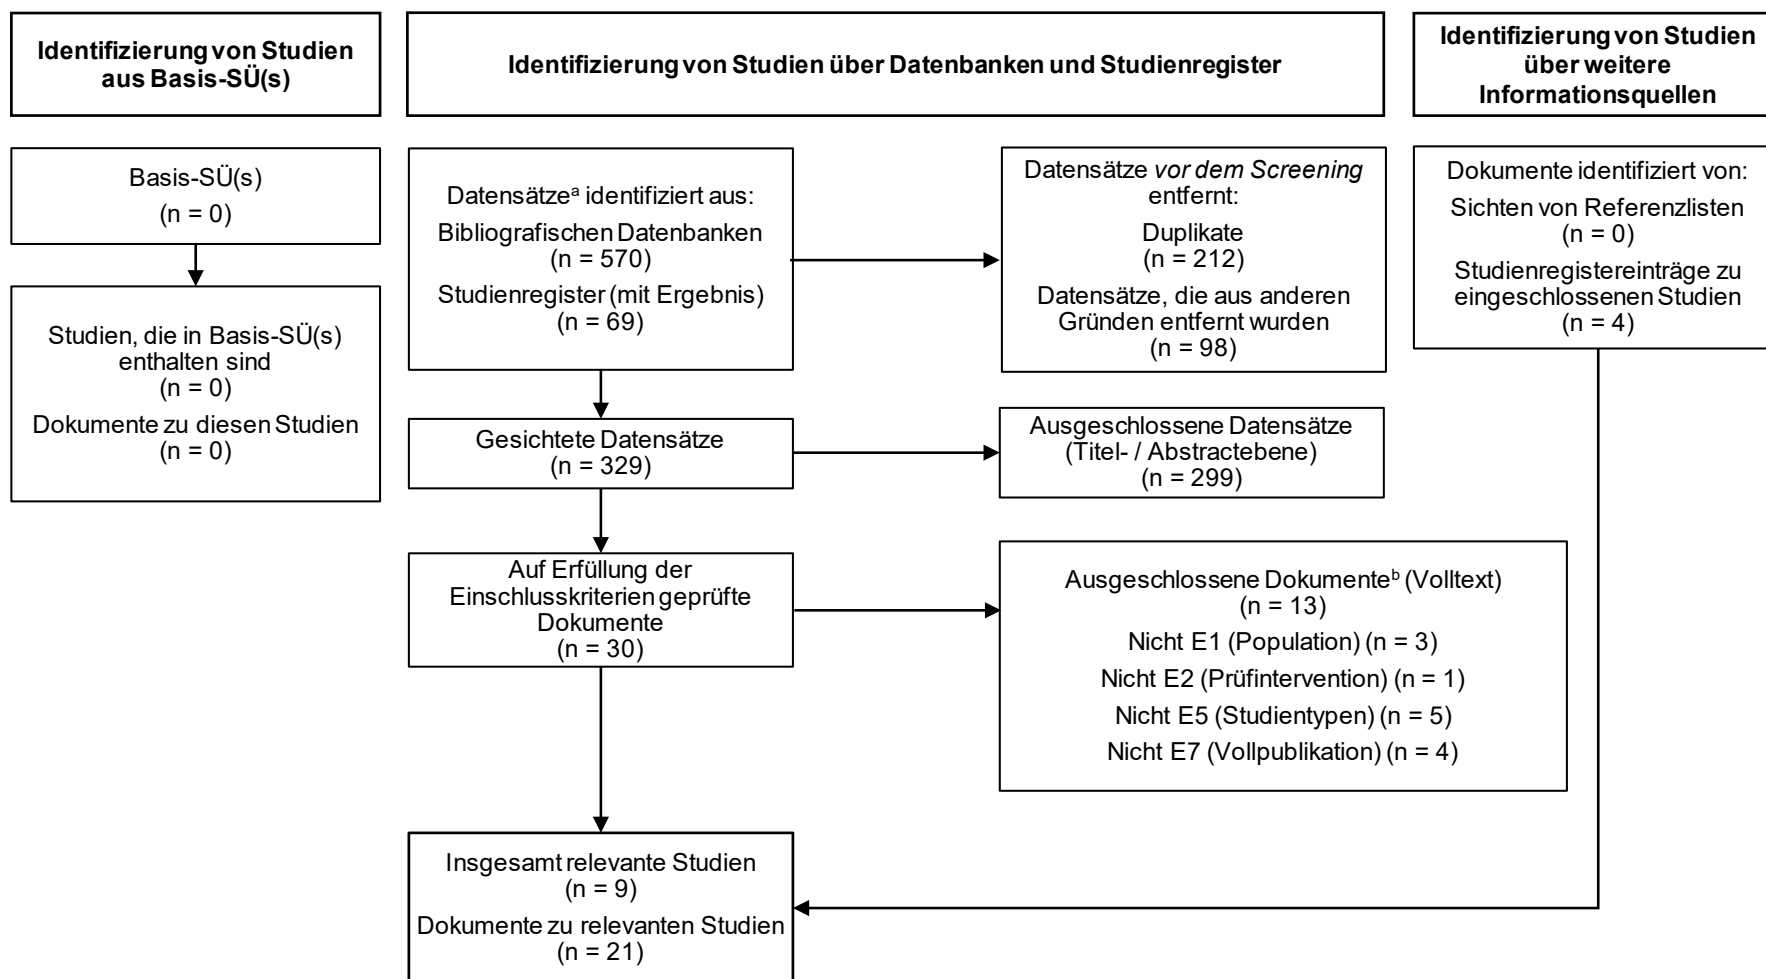 Identifizierung von Studien
aus Basis-SÜ(s)
Identifizierung von Studien über Datenbanken und Studienregister
Identifizierung von Studien
über weitere
Informationsquellen
Basis-SÜ(s)
(n = 0)
Studien, die in Basis-SÜ(s)
enthalten sind
(n = 0)
Dokumente zu diesen Studien
(n = 0)
Datensätzeᵃ identifiziert aus:
Bibliografischen Datenbanken
(n = 570)
Studienregister (mit Ergebnis)
(n = 69)
Datensätze vor dem Screening
entfernt:
Duplikate
(n = 212)
Datensätze, die aus anderen
Gründen entfernt wurden
(n = 98)
Dokumente identifiziert von:
Sichten von Referenzlisten
(n = 0)
Studienregistereinträge zu
eingeschlossenen Studien
(n = 4)
Gesichtete Datensätze
(n = 329)
Ausgeschlossene Datensätze
(Titel- / Abstractebene)
(n = 299)
Auf Erfüllung der
Einschlusskriterien geprüfte
Dokumente
(n = 30)
Ausgeschlossene Dokumenteᵇ (Volltext)
(n = 13)
Nicht E1 (Population) (n = 3)
Nicht E2 (Prüfintervention) (n = 1)
Nicht E5 (Studientypen) (n = 5)
Nicht E7 (Vollpublikation) (n = 4)
Insgesamt relevante Studien
(n = 9)
Dokumente zu relevanten Studien
(n = 21)